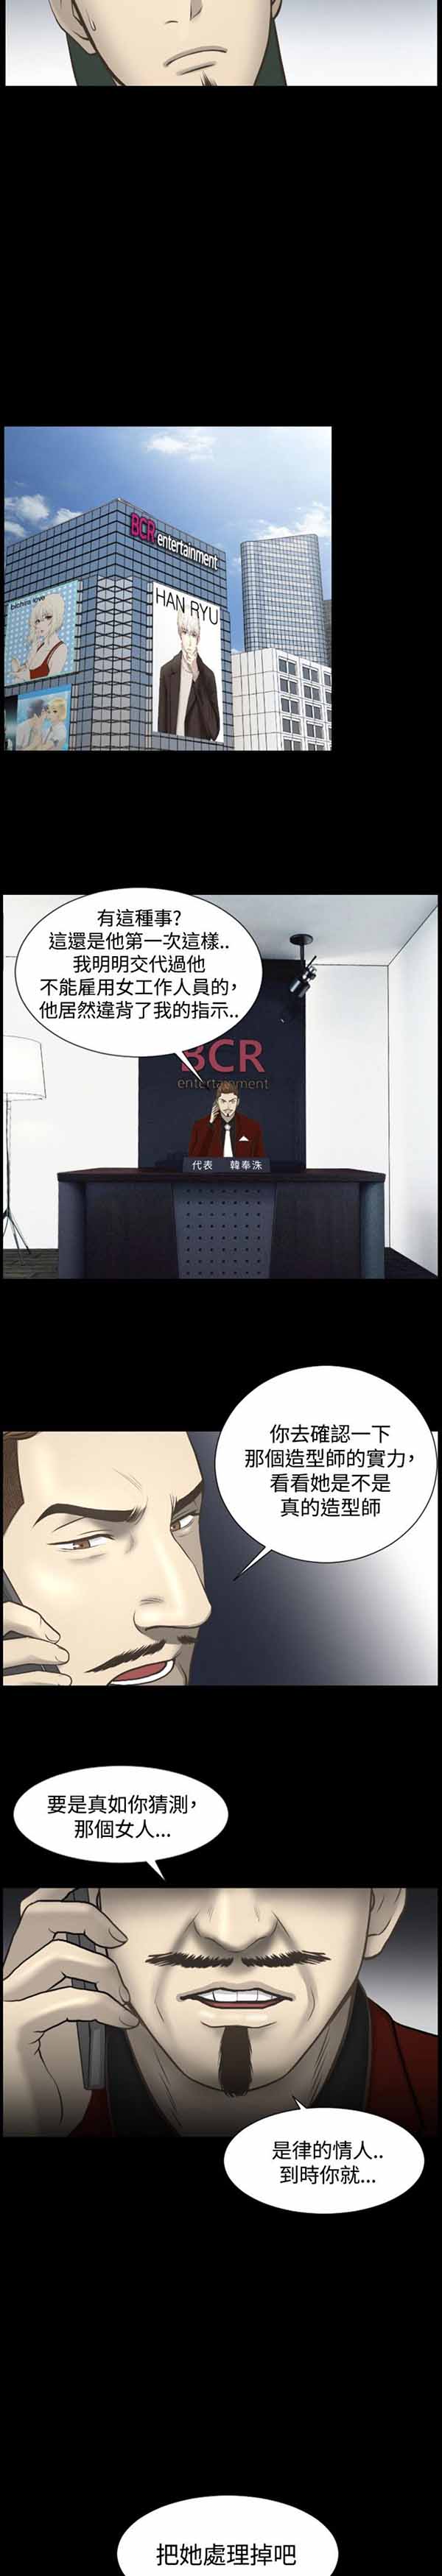 BCR entertainment
bichira love
HAN RYU
有這種事?
這還是他第一次這樣..
我明明交代過他
不能雇用女工作人員的,
他居然違背了我的指示..
BCR
entertainment
代表 韓奉洙
你去確認一下
那個造型師的實力,
看看她是不是
真的造型師
要是真如你猜測,
那個女人...
是律的情人..
到時你就...
把她處理掉吧